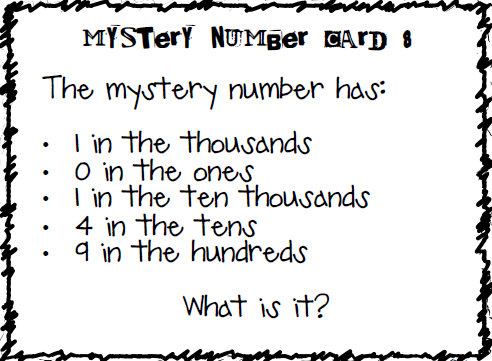 MYSTerY NUMBer CArD 8
The mystery number has:
• 1 in the thousands
• 0 in the ones
• 1 in the ten thousands
• 4 in the tens
• 9 in the hundreds
What is it?